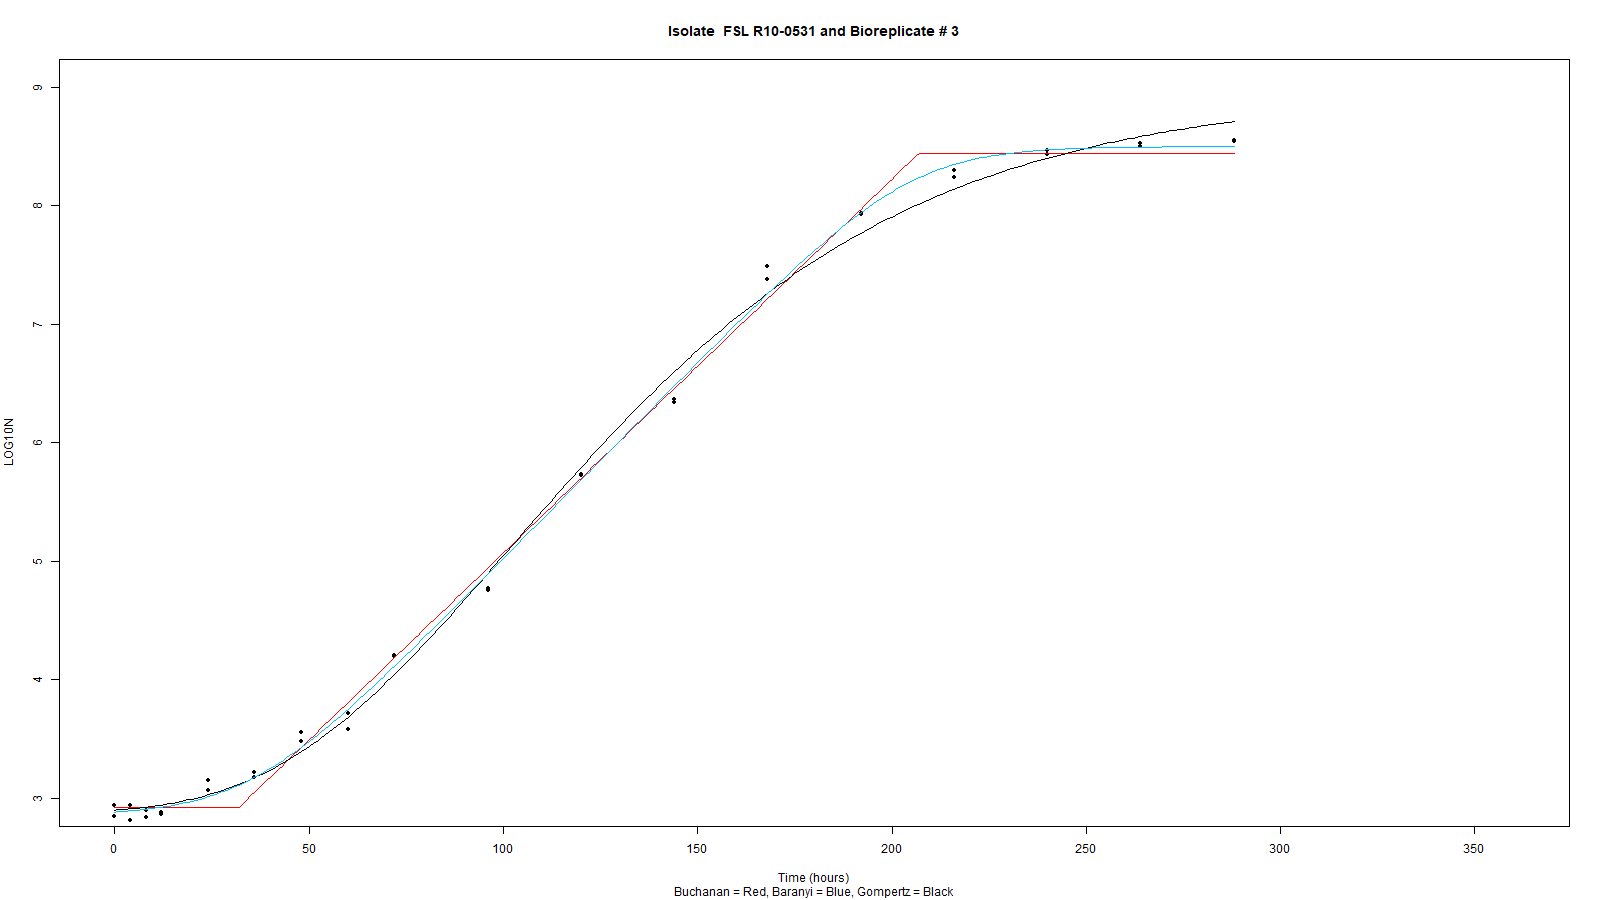 Isolate  FSL R10-0531 and Bioreplicate # 3
9
8
7
6
5
4
3
LOG10N
0 50 100 150 200 250 300 350
Time (hours)
Buchanan = Red, Baranyi = Blue, Gompertz = Black